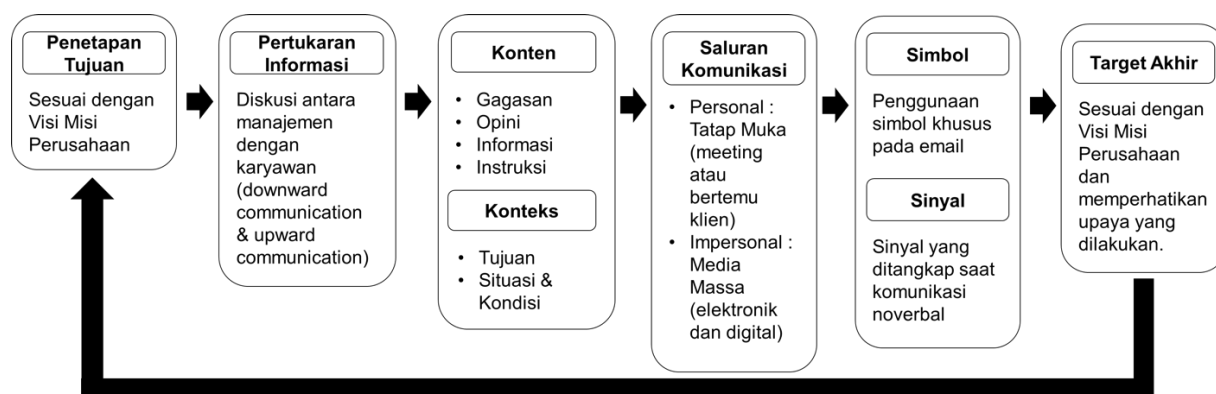 Penetapan
Tujuan
Sesuai dengan
Visi Misi
Perusahaan
Pertukaran
Informasi
Diskusi antara
manajemen
dengan
karyawan
(downward
communication
& upward
communication)
Konten
• Gagasan
• Opini
• Informasi
• Instruksi
Konteks
• Tujuan
• Situasi &
Kondisi
Saluran
Komunikasi
• Personal :
Tatap Muka
(meeting
atau
bertemu
klien)
• Impersonal :
Media
Massa
(elektronik
dan digital)
Simbol
Penggunaan
simbol khusus
pada email
Sinyal
Sinyal yang
ditangkap saat
komunikasi
noverbal
Target Akhir
Sesuai dengan
Visi Misi
Perusahaan
dan
memperhatikan
upaya yang
dilakukan.